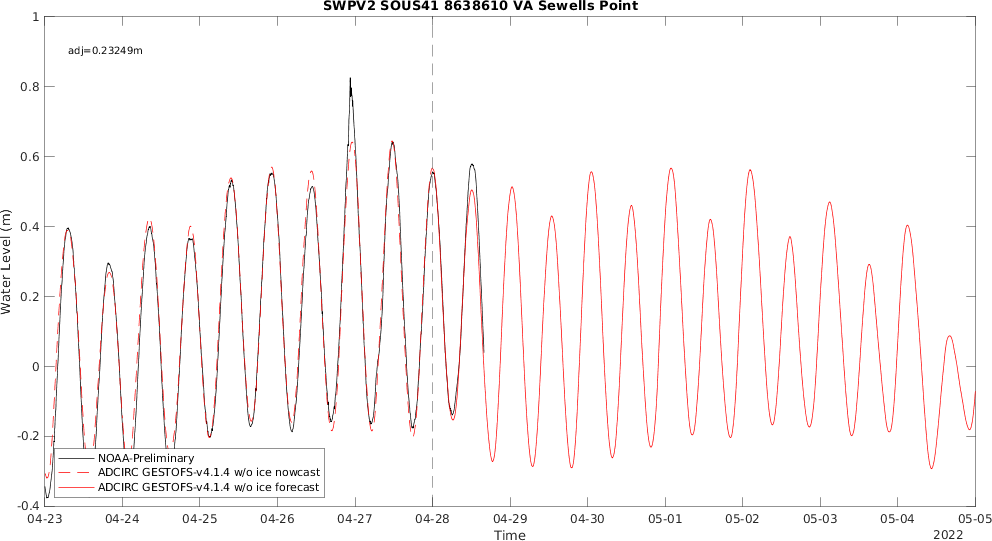 SWPV2 SOUS41 8638610 VA Sewells Point
adj=0.23249m
1
0.8
0.6
0.4
0.2
0
-0.2
-0.4
Water Level (m)
NOAA-Preliminary
ADCIRC GESTOFS-v4.1.4 w/o ice nowcast
ADCIRC GESTOFS-v4.1.4 w/o ice forecast
04-23 04-24 04-25 04-26 04-27 04-28 04-29 04-30 05-01 05-02 05-03 05-04 05-05
Time
2022